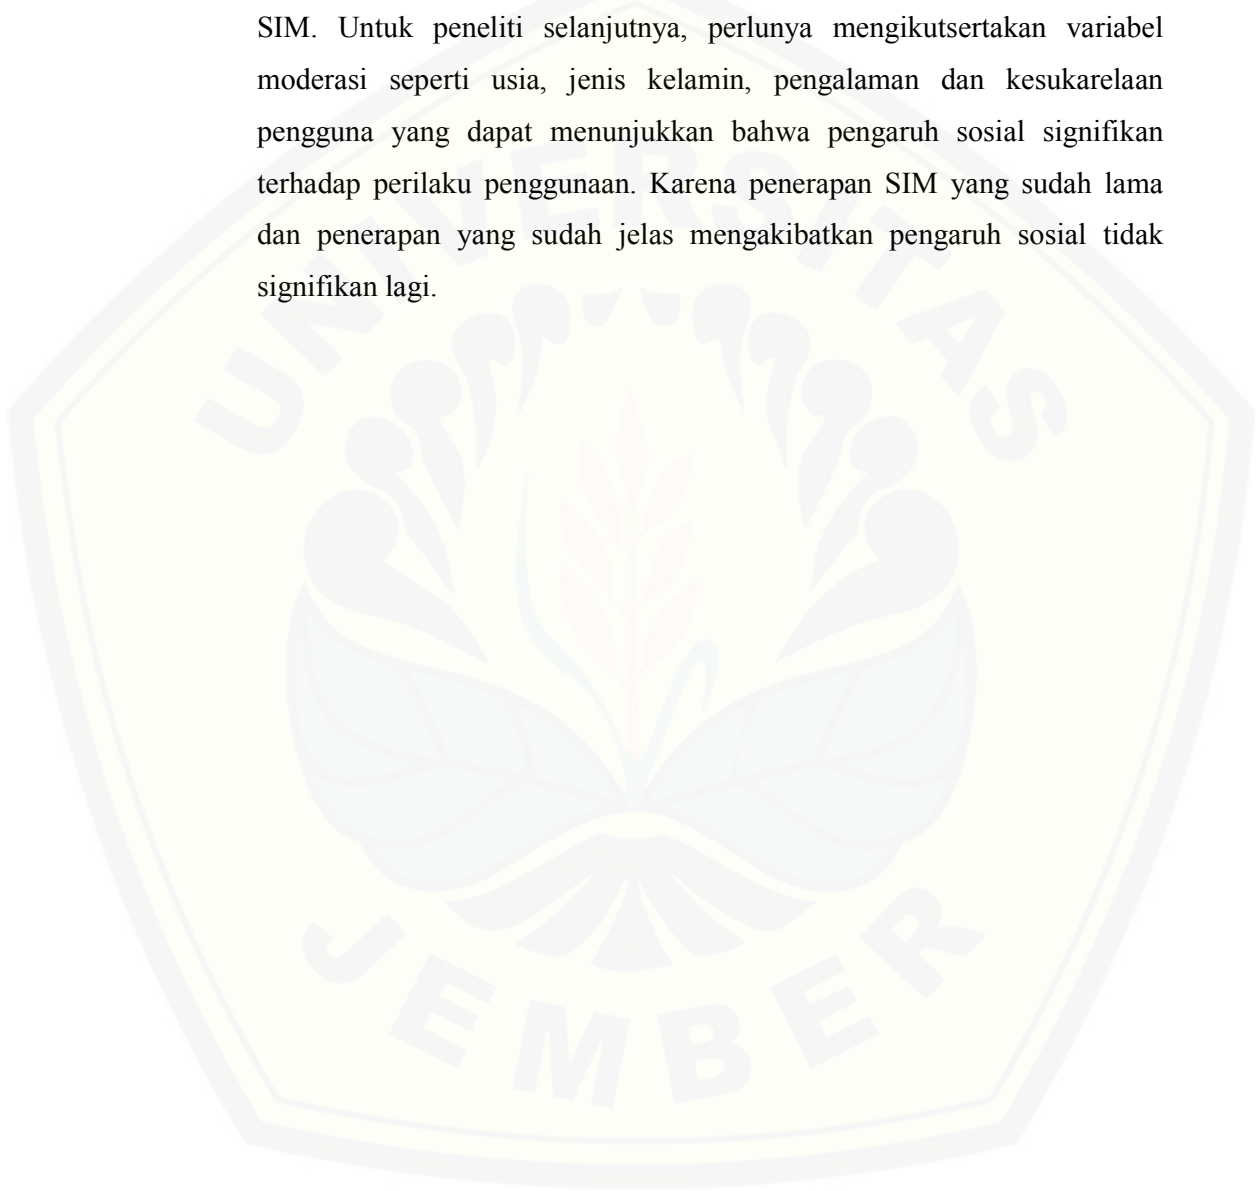 SIM. Untuk peneliti selanjutnya, perlunya mengikutsertakan variabel
moderasi seperti usia, jenis kelamin, pengalaman dan kesukarelaan
pengguna yang dapat menunjukkan bahwa pengaruh sosial signifikan
terhadap perilaku penggunaan. Karena penerapan SIM yang sudah lama
dan penerapan yang sudah jelas mengakibatkan pengaruh sosial tidak
signifikan lagi.
UNIVERSITAS
JEMBER